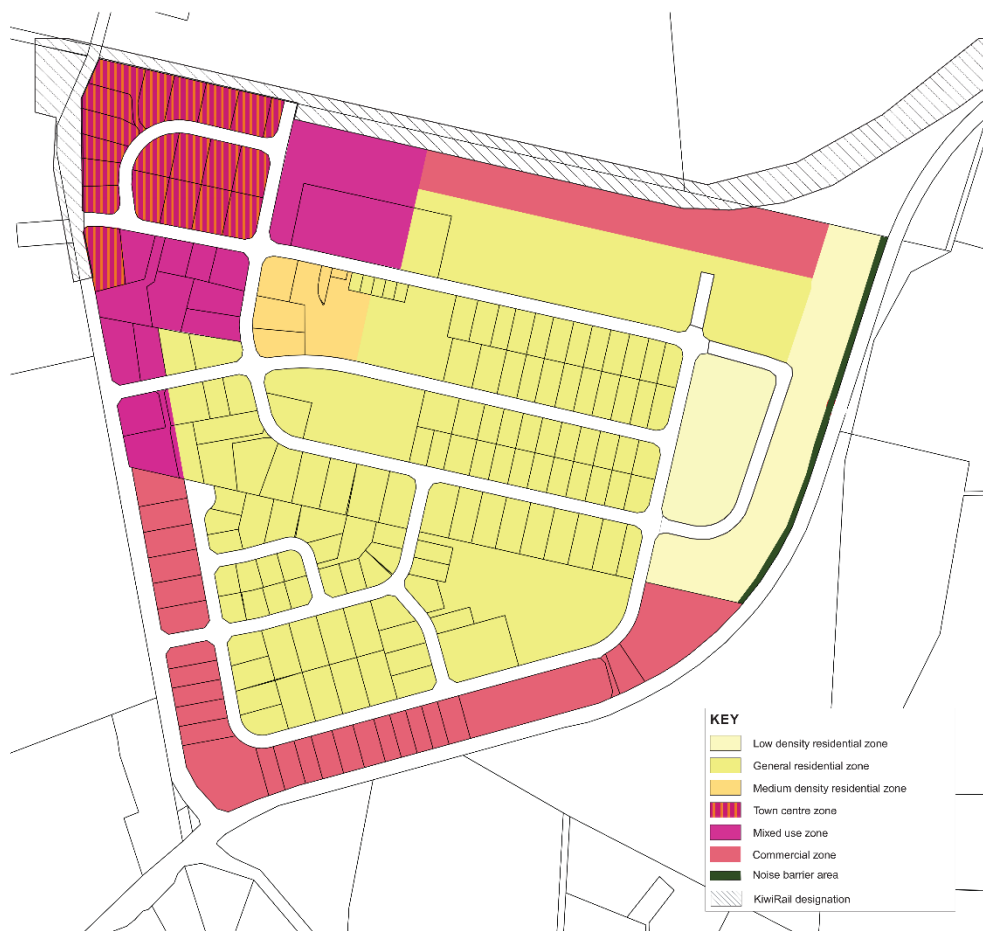 KEY
Low density residential zone
General residential zone
Medium density residential zone
Town centre zone
Mixed use zone
Commercial zone
Noise barrier area
KiwiRail designation